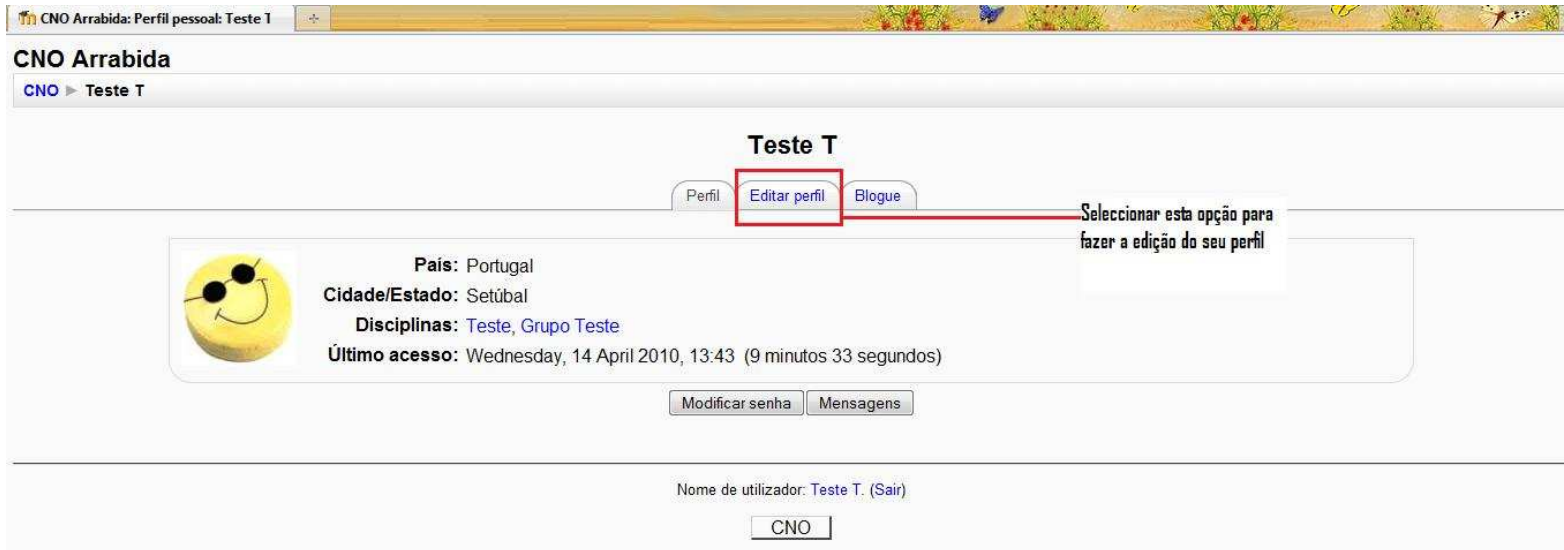 CNO Arrabida: Perfil pessoal: Teste T
CNO Arrabida
CNO ► Teste T
Teste T
Perfil Editar perfil Blogue
Seleccionar esta opção para
fazer a edição do seu perfil
País: Portugal
Cidade/Estado: Setúbal
Disciplinas: Teste, Grupo Teste
Último acesso: Wednesday, 14 April 2010, 13:43 (9 minutos 33 segundos)
Modificar senha Mensagens
Nome de utilizador: Teste T. (Sair)
CNO